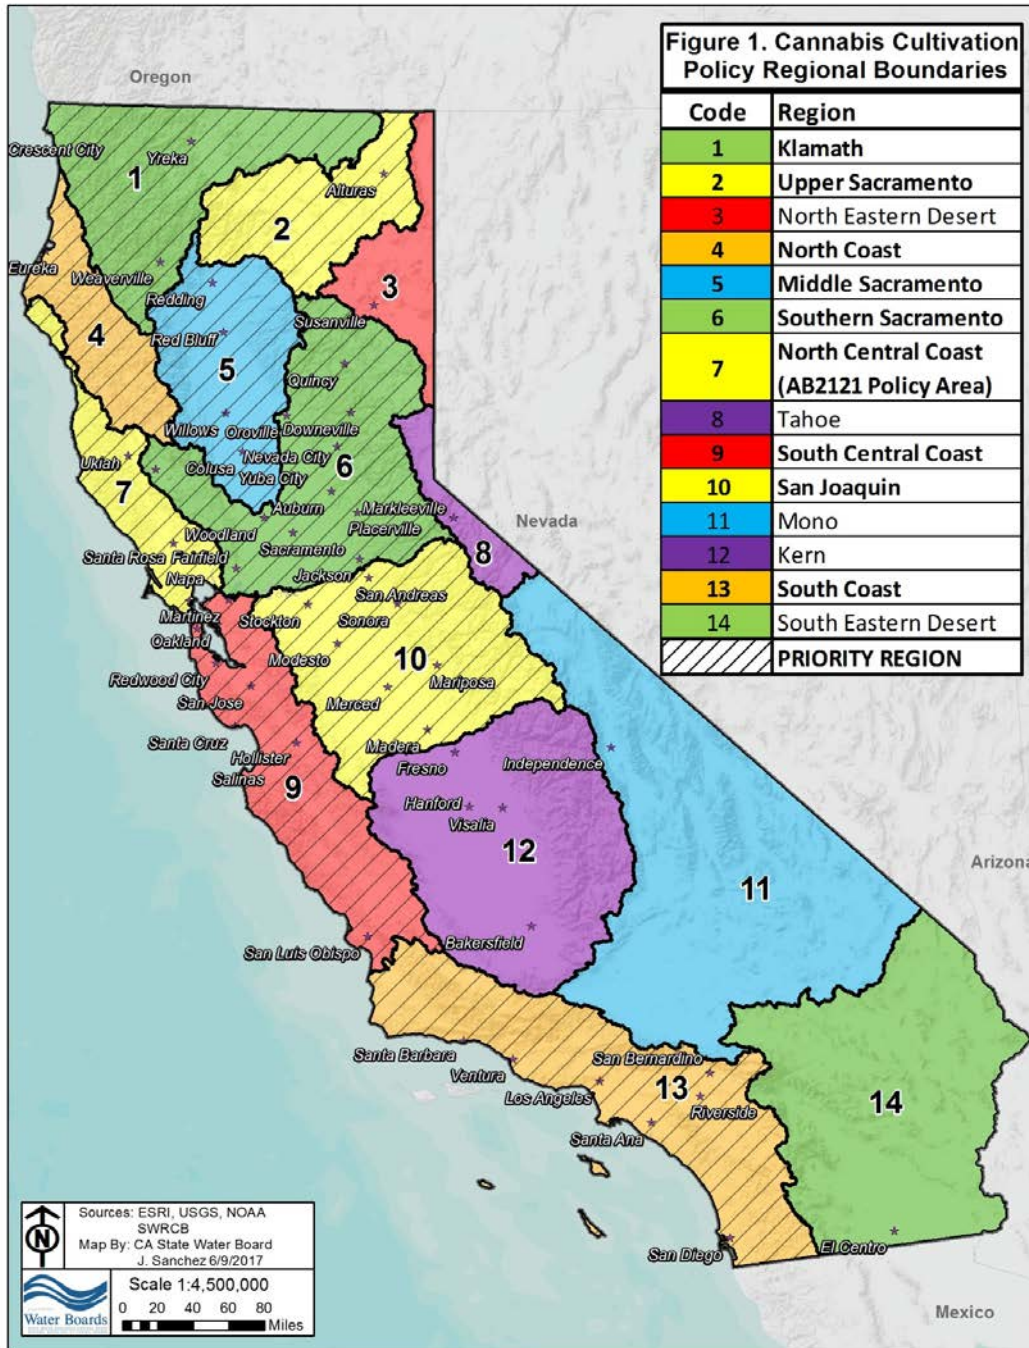 Figure 1. Cannabis Cultivation
Policy Regional Boundaries
Code Region
1 Klamath
2 Upper Sacramento
3 North Eastern Desert
4 North Coast
5 Middle Sacramento
6 Southern Sacramento
7 North Central Coast
(AB2121 Policy Area)
8 Tahoe
9 South Central Coast
10 San Joaquin
11 Mono
12 Kern
13 South Coast
14 South Eastern Desert
PRIORITY REGION
Oregon
Crescent City
Yreka
1
Alturas
2
Eureka
Weaverville
Redding
3
Susanville
4
Red Bluff
5
Quincy
Willows
Oroville
Downeville
Ukiah
Colusa
Nevada City
6
Yuba City
7
Auburn
Markleeville
Nevada
Woodland
Placerville
Santa Rosa
Fairfield
Sacramento
8
Napa
Jackson
San Andreas
Martinez
Stockton
Sonora
Oakland
Modesto
10
Redwood City
Mariposa
San Jose
Merced
Santa Cruz
Madera
Hollister
Fresno
Independence
Salinas
9
Hanford
Visalia
12
Arizona
11
Bakersfield
San Luis Obispo
Santa Barbara
San Bernardino
Ventura
13
Los Angeles
Riverside
14
Santa Ana
San Diego
El Centro
Mexico
N
Sources: ESRI, USGS, NOAA
SWRCB
Map By: CA State Water Board
J. Sanchez 6/9/2017
Water Boards
Scale 1:4,500,000
0 20 40 60 80
Miles